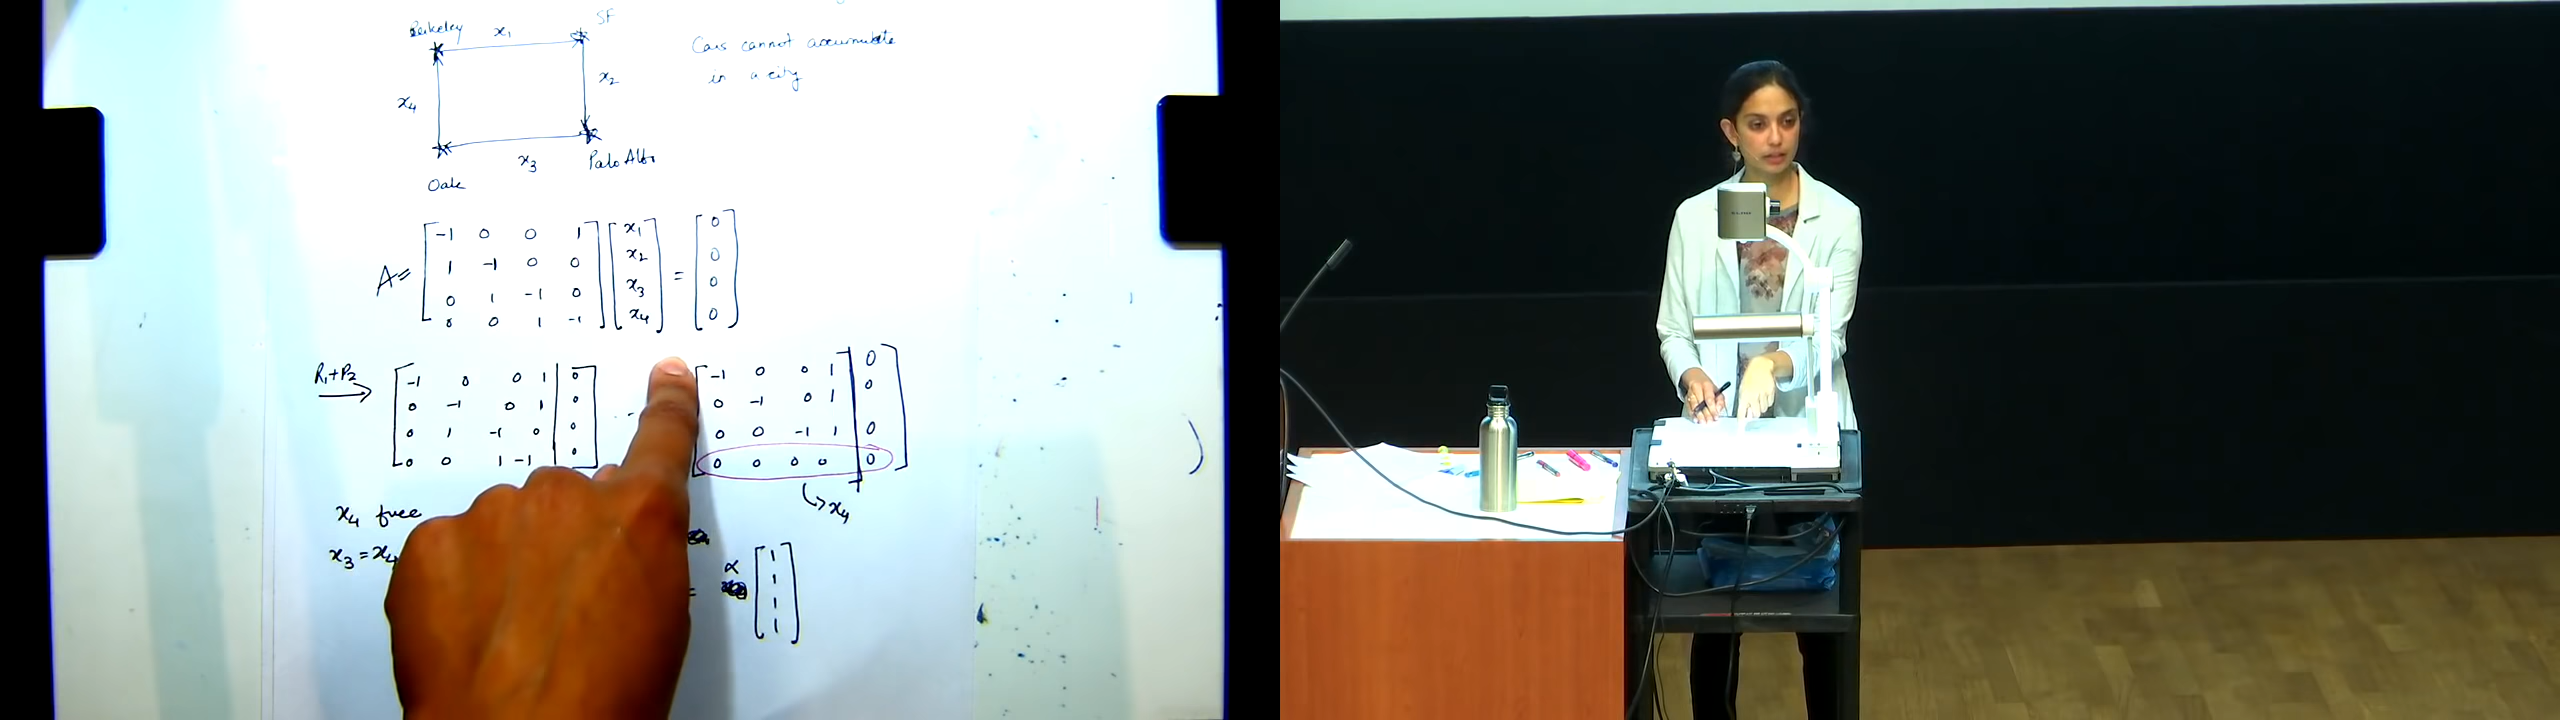 Berkeley x₁ SF
Cars cannot accumulate
in a city
x₂
x₄
x₃ Palo Alto
Oak
A = [ -1 0 0 1 ] [ x₁ ] = [ 0 ]
[ 1 -1 0 0 ] [ x₂ ] [ 0 ]
[ 0 1 -1 0 ] [ x₃ ] [ 0 ]
[ 0 0 1 -1 ] [ x₄ ] [ 0 ]
R₁+R₂
[ -1 0 0 1 | 0 ]
[ 0 -1 0 1 | 0 ]
[ 0 1 -1 0 | 0 ]
[ 0 0 1 -1 | 0 ]
[ -1 0 0 1 | 0 ]
[ 0 -1 0 1 | 0 ]
[ 0 0 -1 1 | 0 ]
[ 0 0 0 0 | 0 ]
→ x₄
x₄ free
x₃ = x₄
= α [ 1 1 1 1 ]